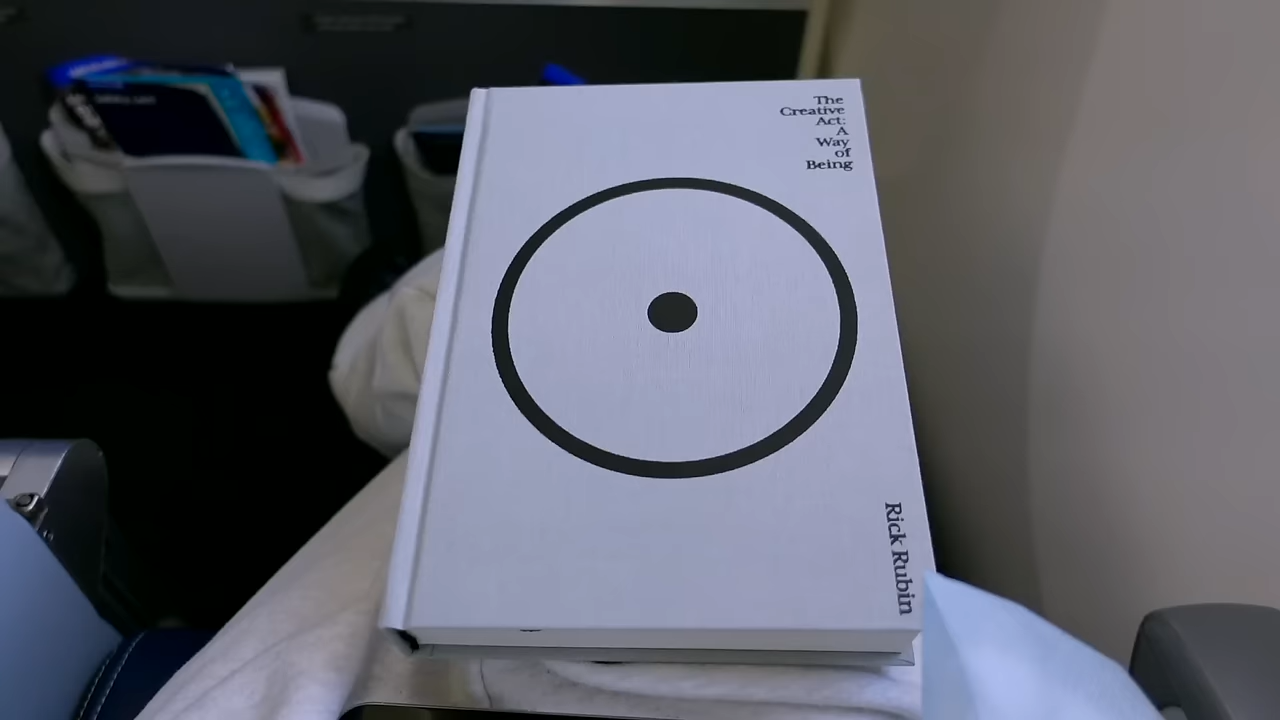 The
Creative
Act:
A
Way
of
Being
Rick Rubin